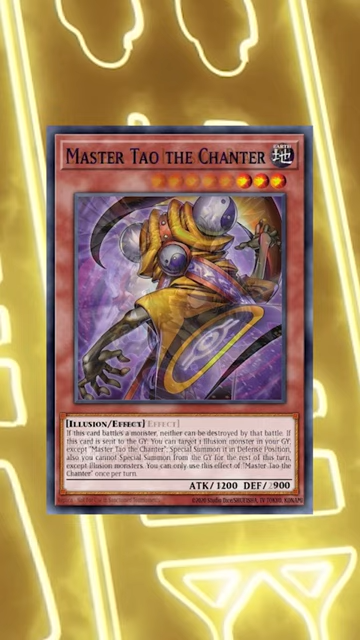 MASTER TAO THE CHANTER
EARTH
地
[ILLUSION/EFFECT] EFFECT]
If this card battles a monster, neither can be destroyed by that battle. If
this card is sent to the GY: You can target 1 Illusion monster in your GY,
except "Master Tao the Chanter"; Special Summon it in Defense Position,
also you cannot Special Summon from the GY for the rest of this turn,
except illusion monsters. You can only use this effect of "Master Tao the
Chanter" once per turn.
ATK/ 1200 DEF/